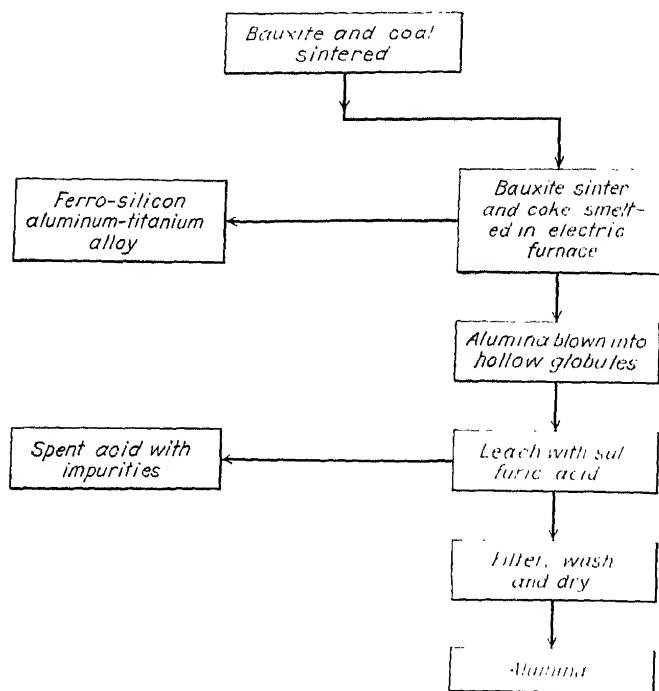 Bauxite and coal
sintered
Ferro-silicon
aluminum-titanium
alloy
Bauxite sinter
and coke smelt-
ed in electric
furnace
Alumina blown into
hollow globules
Spent acid with
impurities
Leach with sul
furic acid
Filter, wash
and dry
Alumina